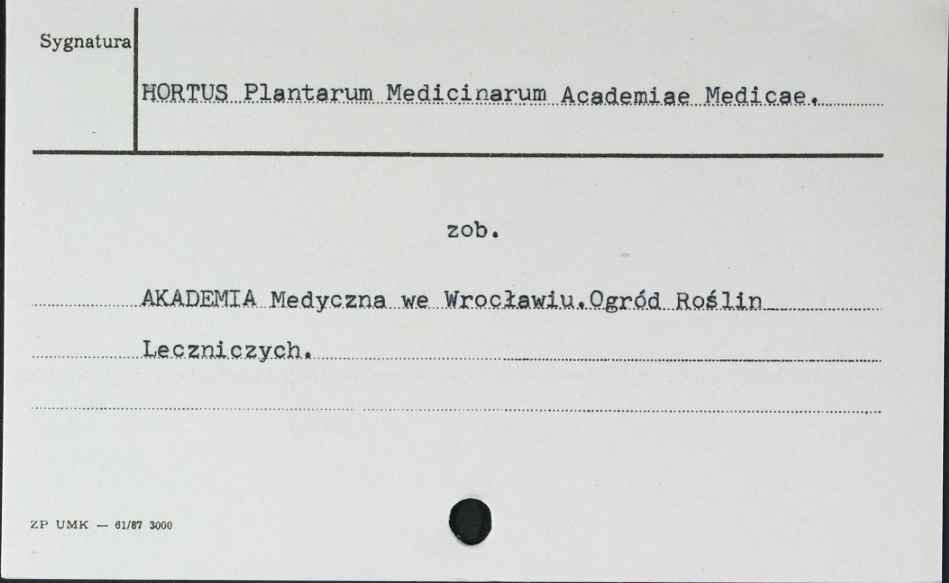 Sygnatura
HORTUS Plantarum Medicinarum Academiae Medicae.
zob.
AKADEMIA Medyczna we Wrocławiu.Ogród Roślin
Leczniczych.
ZP UMK — 61/87 3000